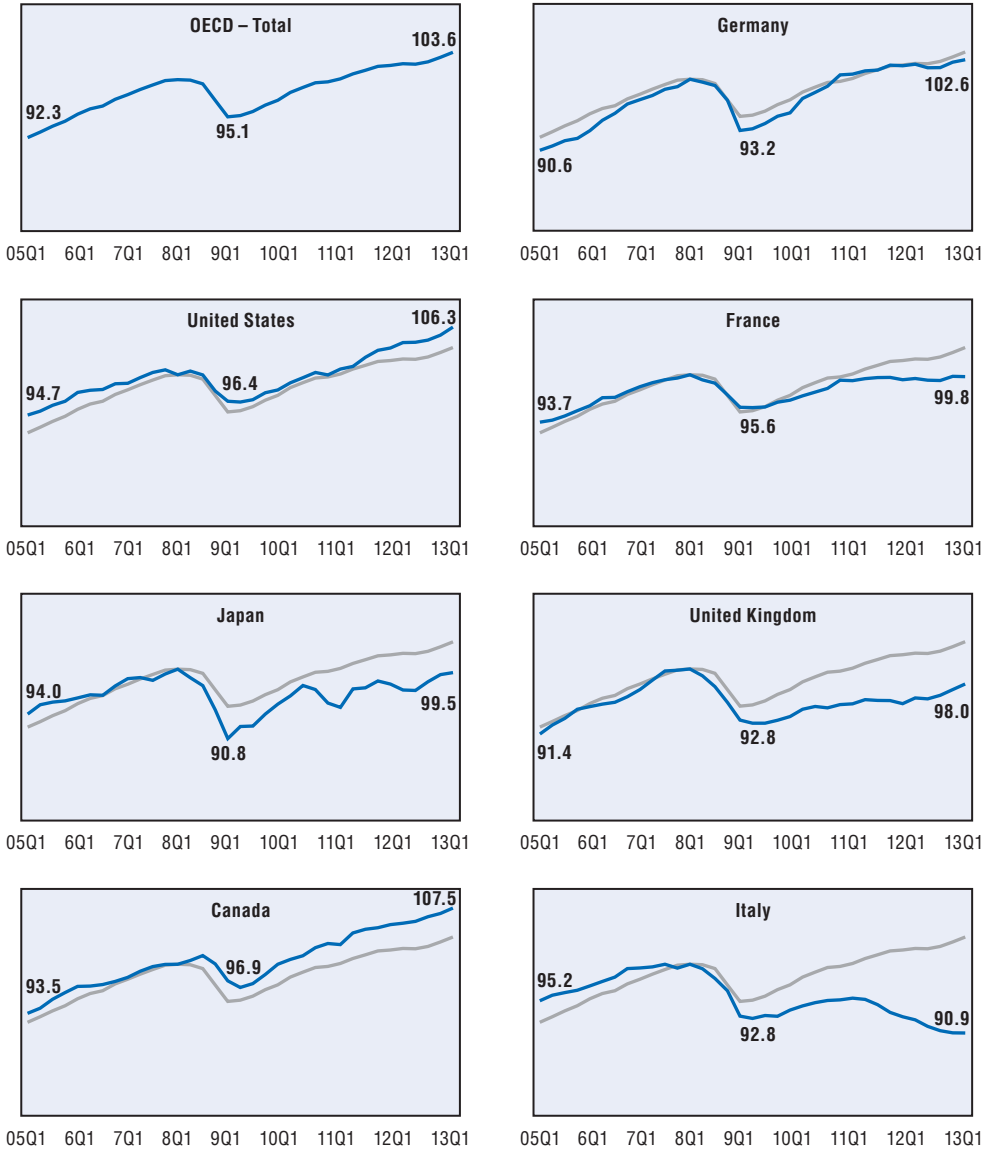 OECD – Total
103.6
92.3
95.1
05Q1 6Q1 7Q1 8Q1 9Q1 10Q1 11Q1 12Q1 13Q1
Germany
102.6
90.6
93.2
05Q1 6Q1 7Q1 8Q1 9Q1 10Q1 11Q1 12Q1 13Q1
United States
106.3
94.7
96.4
05Q1 6Q1 7Q1 8Q1 9Q1 10Q1 11Q1 12Q1 13Q1
France
93.7
99.8
95.6
05Q1 6Q1 7Q1 8Q1 9Q1 10Q1 11Q1 12Q1 13Q1
Japan
94.0
99.5
90.8
05Q1 6Q1 7Q1 8Q1 9Q1 10Q1 11Q1 12Q1 13Q1
United Kingdom
98.0
91.4
92.8
05Q1 6Q1 7Q1 8Q1 9Q1 10Q1 11Q1 12Q1 13Q1
Canada
107.5
93.5
96.9
05Q1 6Q1 7Q1 8Q1 9Q1 10Q1 11Q1 12Q1 13Q1
Italy
95.2
90.9
92.8
05Q1 6Q1 7Q1 8Q1 9Q1 10Q1 11Q1 12Q1 13Q1